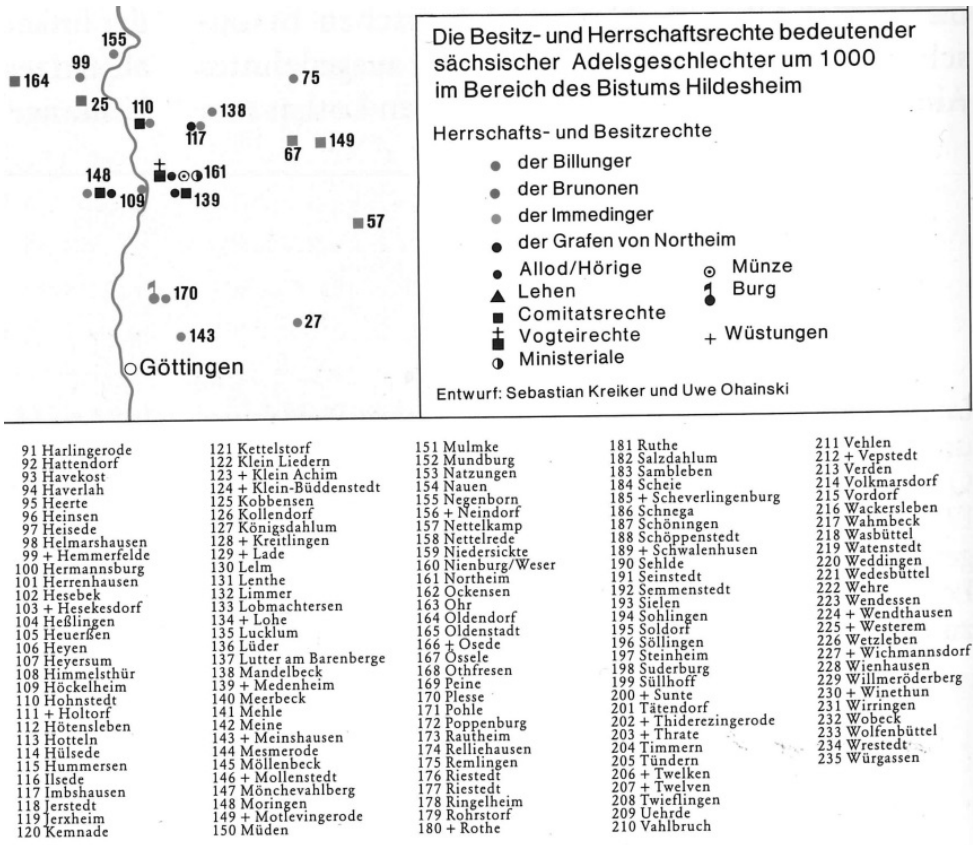 155
99
164
25
110
75
138
117
67
149
161
148
109
139
57
170
27
143
Göttingen
Die Besitz- und Herrschaftsrechte bedeutender
sächsischer Adelsgeschlechter um 1000
im Bereich des Bistums Hildesheim
Herrschafts- und Besitzrechte
der Billunger
der Brunonen
der Immedinger
der Grafen von Northeim
Allod/Hörige
Münze
Lehen
Burg
Comitatsrechte
Vogteirechte
+ Wüstungen
Ministeriale
Entwurf: Sebastian Kreiker und Uwe Ohainski
91 Harlingerode
92 Hattendorf
93 Havekost
94 Haverlah
95 Heerte
96 Heinsen
97 Heisede
98 Helmarshausen
99 + Hemmerfelde
100 Hermannsburg
101 Herrenhausen
102 Hesebek
103 + Hesekesdorf
104 Heßlingen
105 Heuerßen
106 Heyen
107 Heyersum
108 Himmelsthür
109 Höckelheim
110 Hohnstedt
111 + Holtorf
112 Hötensleben
113 Hotteln
114 Hülsede
115 Hummersen
116 Ilsede
117 Imbshausen
118 Jerstedt
119 Jerxheim
120 Kemnade
121 Kettelstorf
122 Klein Liedern
123 + Klein Achim
124 + Klein-Büddenstedt
125 Kobbensen
126 Kollendorf
127 Königsdahlum
128 + Kreitlingen
129 + Lade
130 Lelm
131 Lenthe
132 Limmer
133 Lobmachtersen
134 + Lohe
135 Lucklum
136 Lüder
137 Lutter am Barenberge
138 Mandelbeck
139 + Medenheim
140 Meerbeck
141 Mehle
142 Meine
143 + Meinshausen
144 Mesmerode
145 Möllenbeck
146 + Mollenstedt
147 Mönchevahlberg
148 Moringen
149 + Motlevingerode
150 Müden
151 Mulmke
152 Mundburg
153 Natzungen
154 Nauen
155 Negenborn
156 + Neindorf
157 Nettelkamp
158 Nettelrede
159 Niedersickte
160 Nienburg/Weser
161 Northeim
162 Ockensen
163 Ohr
164 Oldendorf
165 Oldenstadt
166 + Osede
167 Össele
168 Othfresen
169 Peine
170 Plesse
171 Pohle
172 Poppenburg
173 Rautheim
174 Relliehausen
175 Remlingen
176 Riestedt
177 Riestedt
178 Ringelheim
179 Rohrstorf
180 + Rothe
181 Ruthe
182 Salzdahlum
183 Sambleben
184 Scheie
185 + Scheverlingenburg
186 Schnega
187 Schöningen
188 Schöppenstedt
189 + Schwalenhusen
190 Sehlde
191 Seinstedt
192 Semmenstedt
193 Sielen
194 Sohlingen
195 Soldorf
196 Söllingen
197 Steinheim
198 Suderburg
199 Süllhoff
200 + Sunte
201 Tätendorf
202 + Thiderezingerode
203 + Thrate
204 Timmern
205 Tündern
206 + Twelken
207 + Twelven
208 Twieflingen
209 Uehrde
210 Vahlbruch
211 Vehlen
212 + Vepstedt
213 Verden
214 Volkmarsdorf
215 Vordorf
216 Wackersleben
217 Wahmbeck
218 Wasbüttel
219 Watenstedt
220 Weddingen
221 Wedesbüttel
222 Wehre
223 Wendessen
224 + Wendthausen
225 + Westerem
226 Wetzleben
227 + Wichmannsdorf
228 Wienhausen
229 Willmeröderberg
230 + Winethun
231 Wirringen
232 Wobeck
233 Wolfenbüttel
234 Wrestedt
235 Würgassen